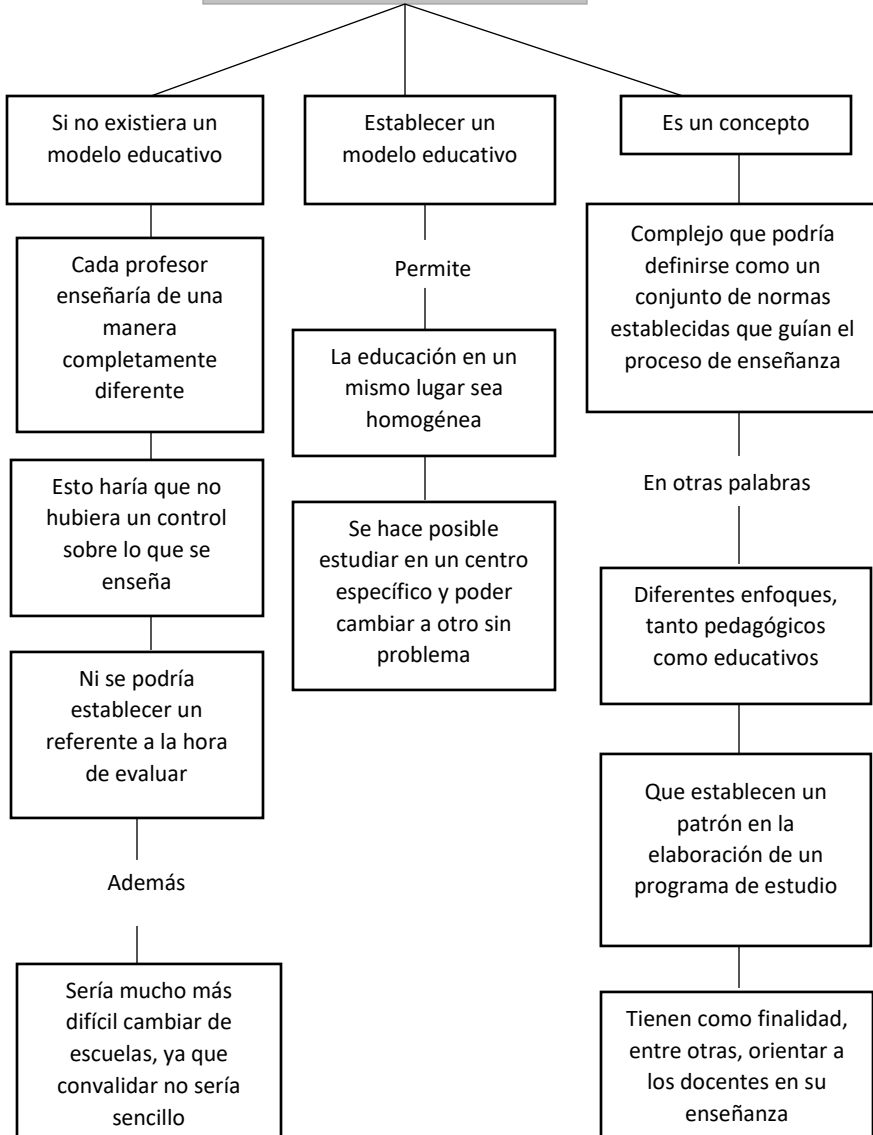 Si no existiera un
modelo educativo
Cada profesor
enseñaría de una
manera
completamente
diferente
Esto haría que no
hubiera un control
sobre lo que se
enseña
Ni se podría
establecer un
referente a la hora
de evaluar
Además
Sería mucho más
difícil cambiar de
escuelas, ya que
convalidar no sería
sencillo
Establecer un
modelo educativo
Permite
La educación en un
mismo lugar sea
homogénea
Se hace posible
estudiar en un centro
específico y poder
cambiar a otro sin
problema
Es un concepto
Complejo que podría
definirse como un
conjunto de normas
establecidas que guían el
proceso de enseñanza
En otras palabras
Diferentes enfoques,
tanto pedagógicos
como educativos
Que establecen un
patrón en la
elaboración de un
programa de estudio
Tienen como finalidad,
entre otras, orientar a
los docentes en su
enseñanza